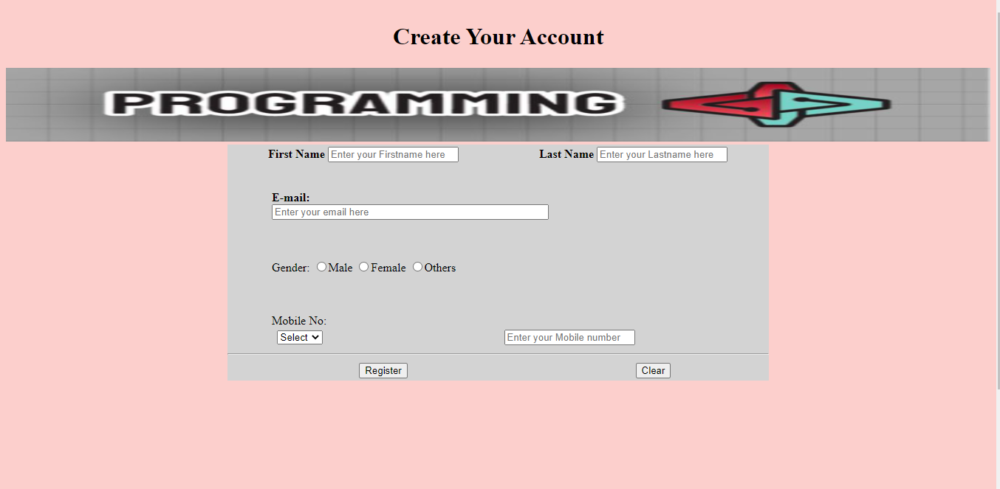 Create Your Account
PROGRAMMING
First Name Enter your Firstname here Last Name Enter your Lastname here
E-mail:
Enter your email here
Gender: Male Female Others
Mobile No:
Select Enter your Mobile number
Register Clear